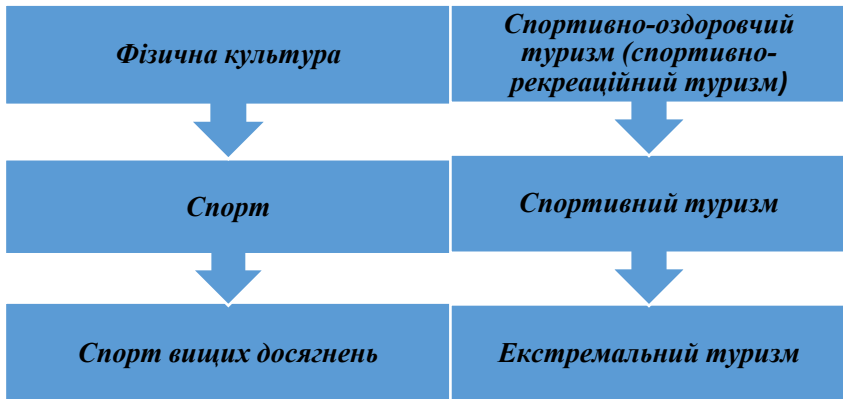 Фізична культура
Спортивно-оздоровчий
туризм (спортивно-
рекреаційний туризм)
Спорт
Спортивний туризм
Спорт вищих досягнень
Екстремальний туризм